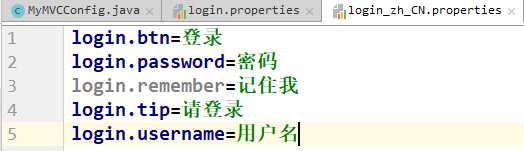 MyMVCConfig.java login.properties login_zh_CN.properties
1 login.btn=登录
2 login.password=密码
3 login.remember=记住我
4 login.tip=请登录
5 login.username=用户名